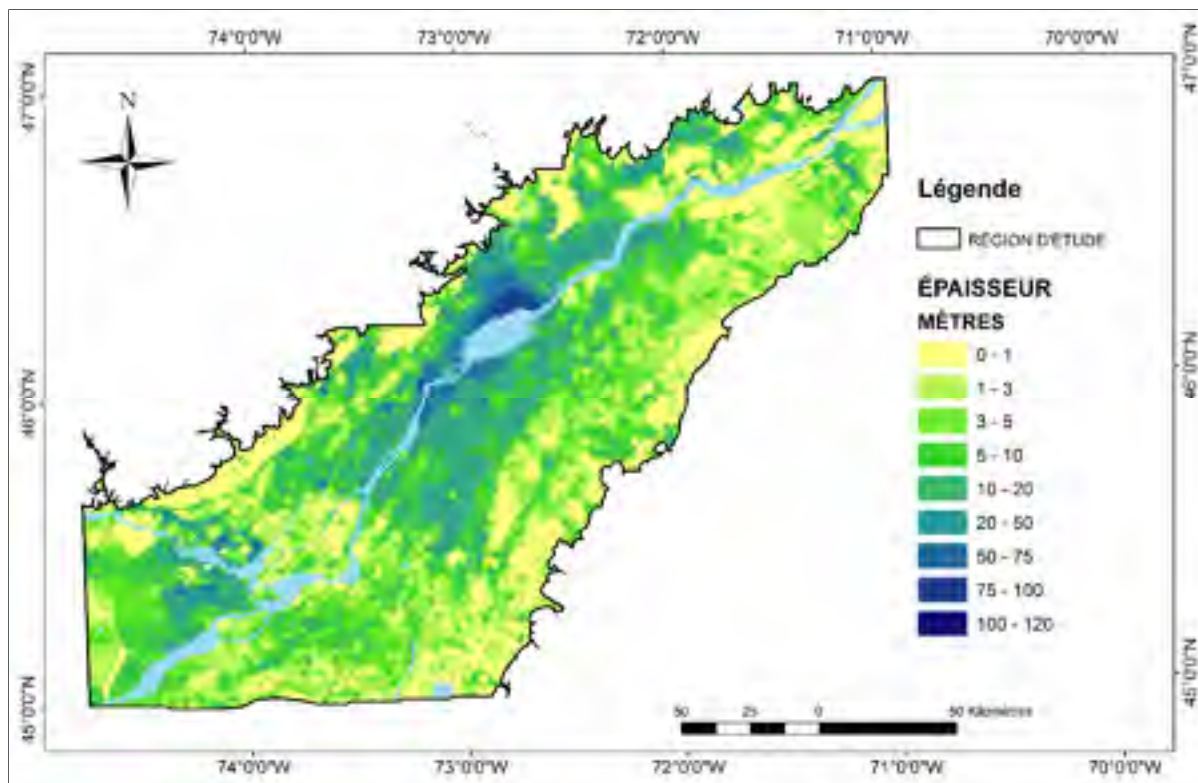 74°0'0"W 73°0'0"W 72°0'0"W 71°0'0"W 70°0'0"W
47°0'0"N
47°0'0"N
N
Légende
RÉGION D'ÉTUDE
ÉPAISSEUR
MÈTRES
0 - 1
1 - 3
3 - 5
5 - 10
10 - 20
20 - 50
50 - 75
75 - 100
100 - 120
46°0'0"N
46°0'0"N
45°0'0"N
45°0'0"N
50 25 0 50 Kilomètres
74°0'0"W 73°0'0"W 72°0'0"W 71°0'0"W 70°0'0"W